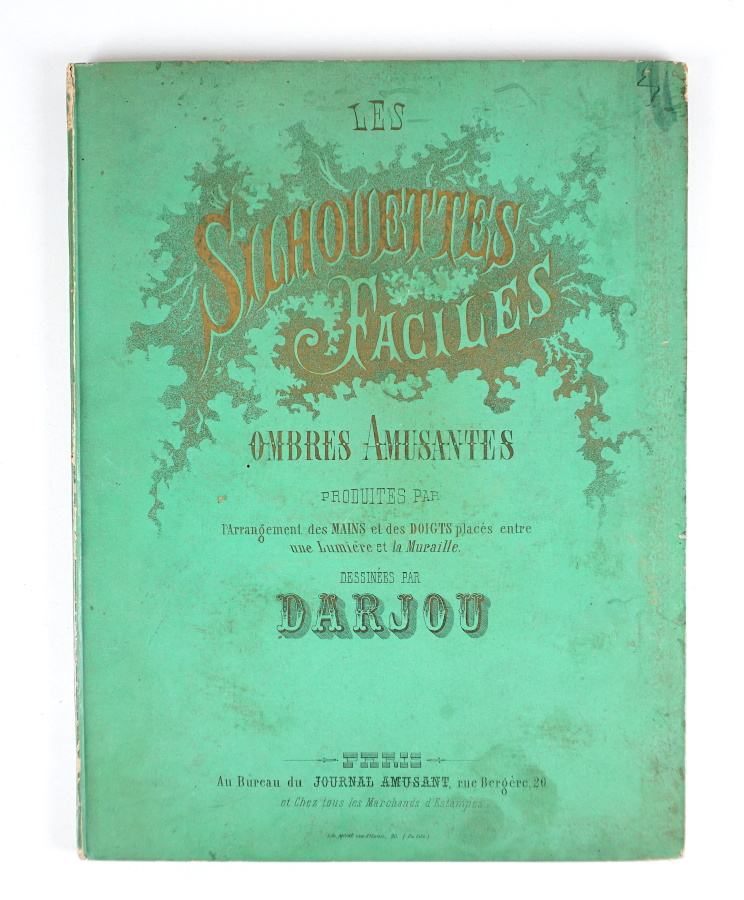 LES
SILHOUETTES
FACILES
OMBRES AMUSANTES
PRODUITES PAR
l'Arrangement des MAINS et des DOIGTS placés entre
une Lumière et la Muraille.
DESSINÉES PAR
DARJOU
PARIS
Au Bureau du JOURNAL AMUSANT, rue Bergère, 20
et Chez tous les Marchands d'Estampes.